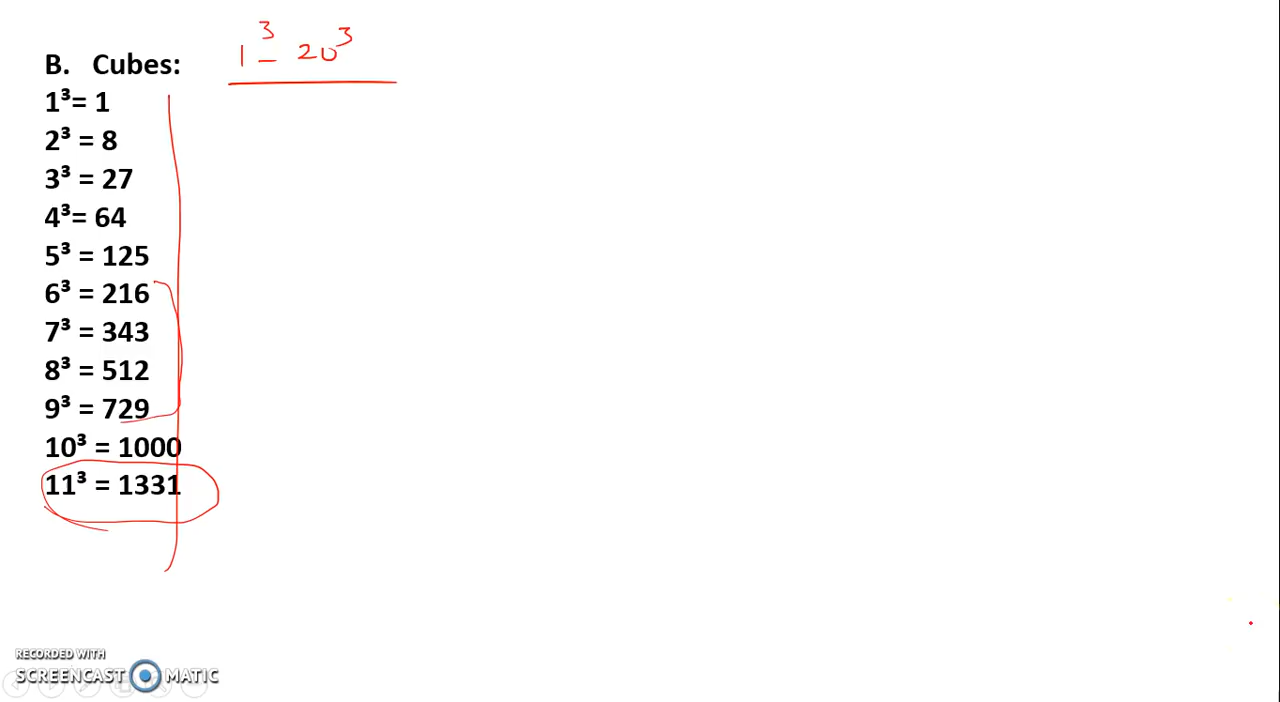 1³ – 20³
B. Cubes:
1³= 1
2³ = 8
3³ = 27
4³= 64
5³ = 125
6³ = 216
7³ = 343
8³ = 512
9³ = 729
10³ = 1000
11³ = 1331
RECORDED WITH
SCREENCAST MATIC